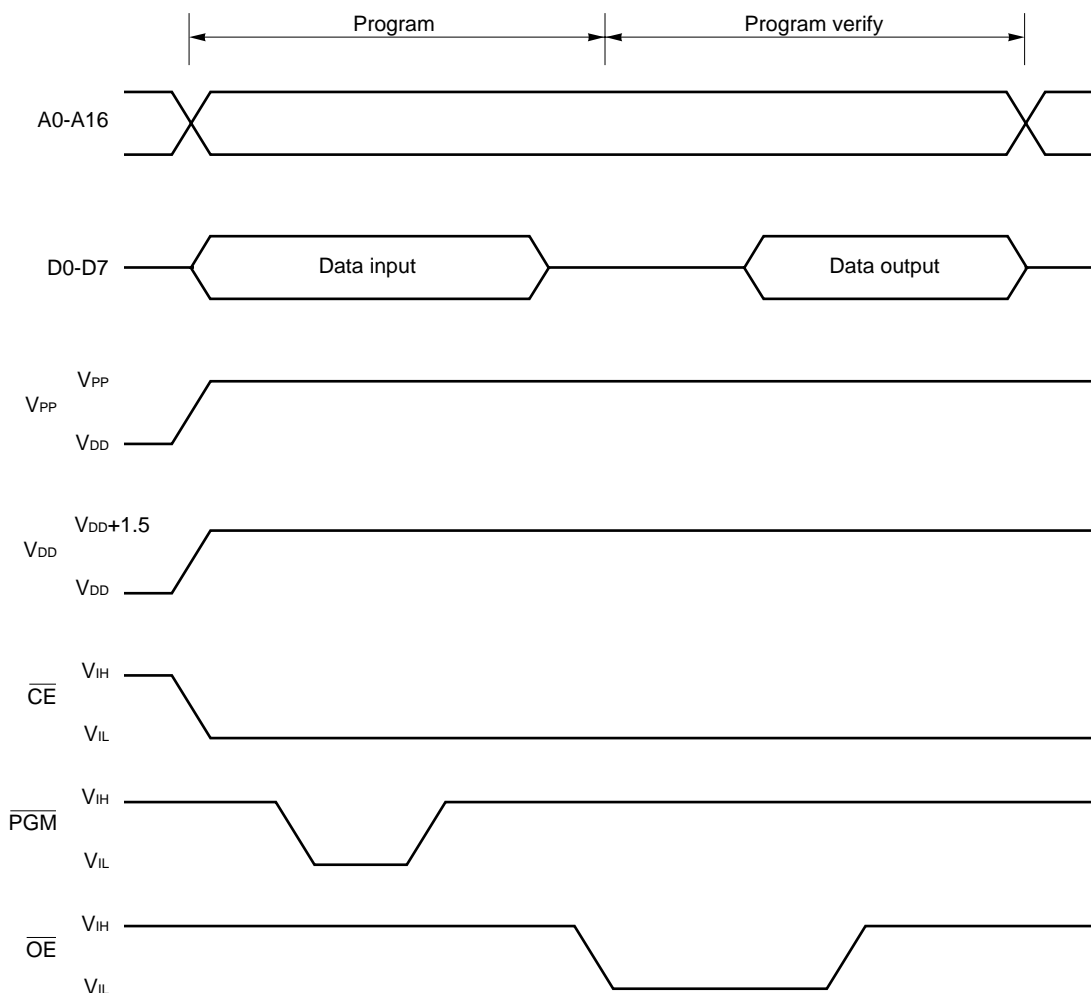 Program Program verify
A0-A16
D0-D7 Data input Data output
VPP
VPP
VDD
VDD+1.5
VDD
VDD
VIH
CE
VIL
VIH
PGM
VIL
VIH
OE
VIL